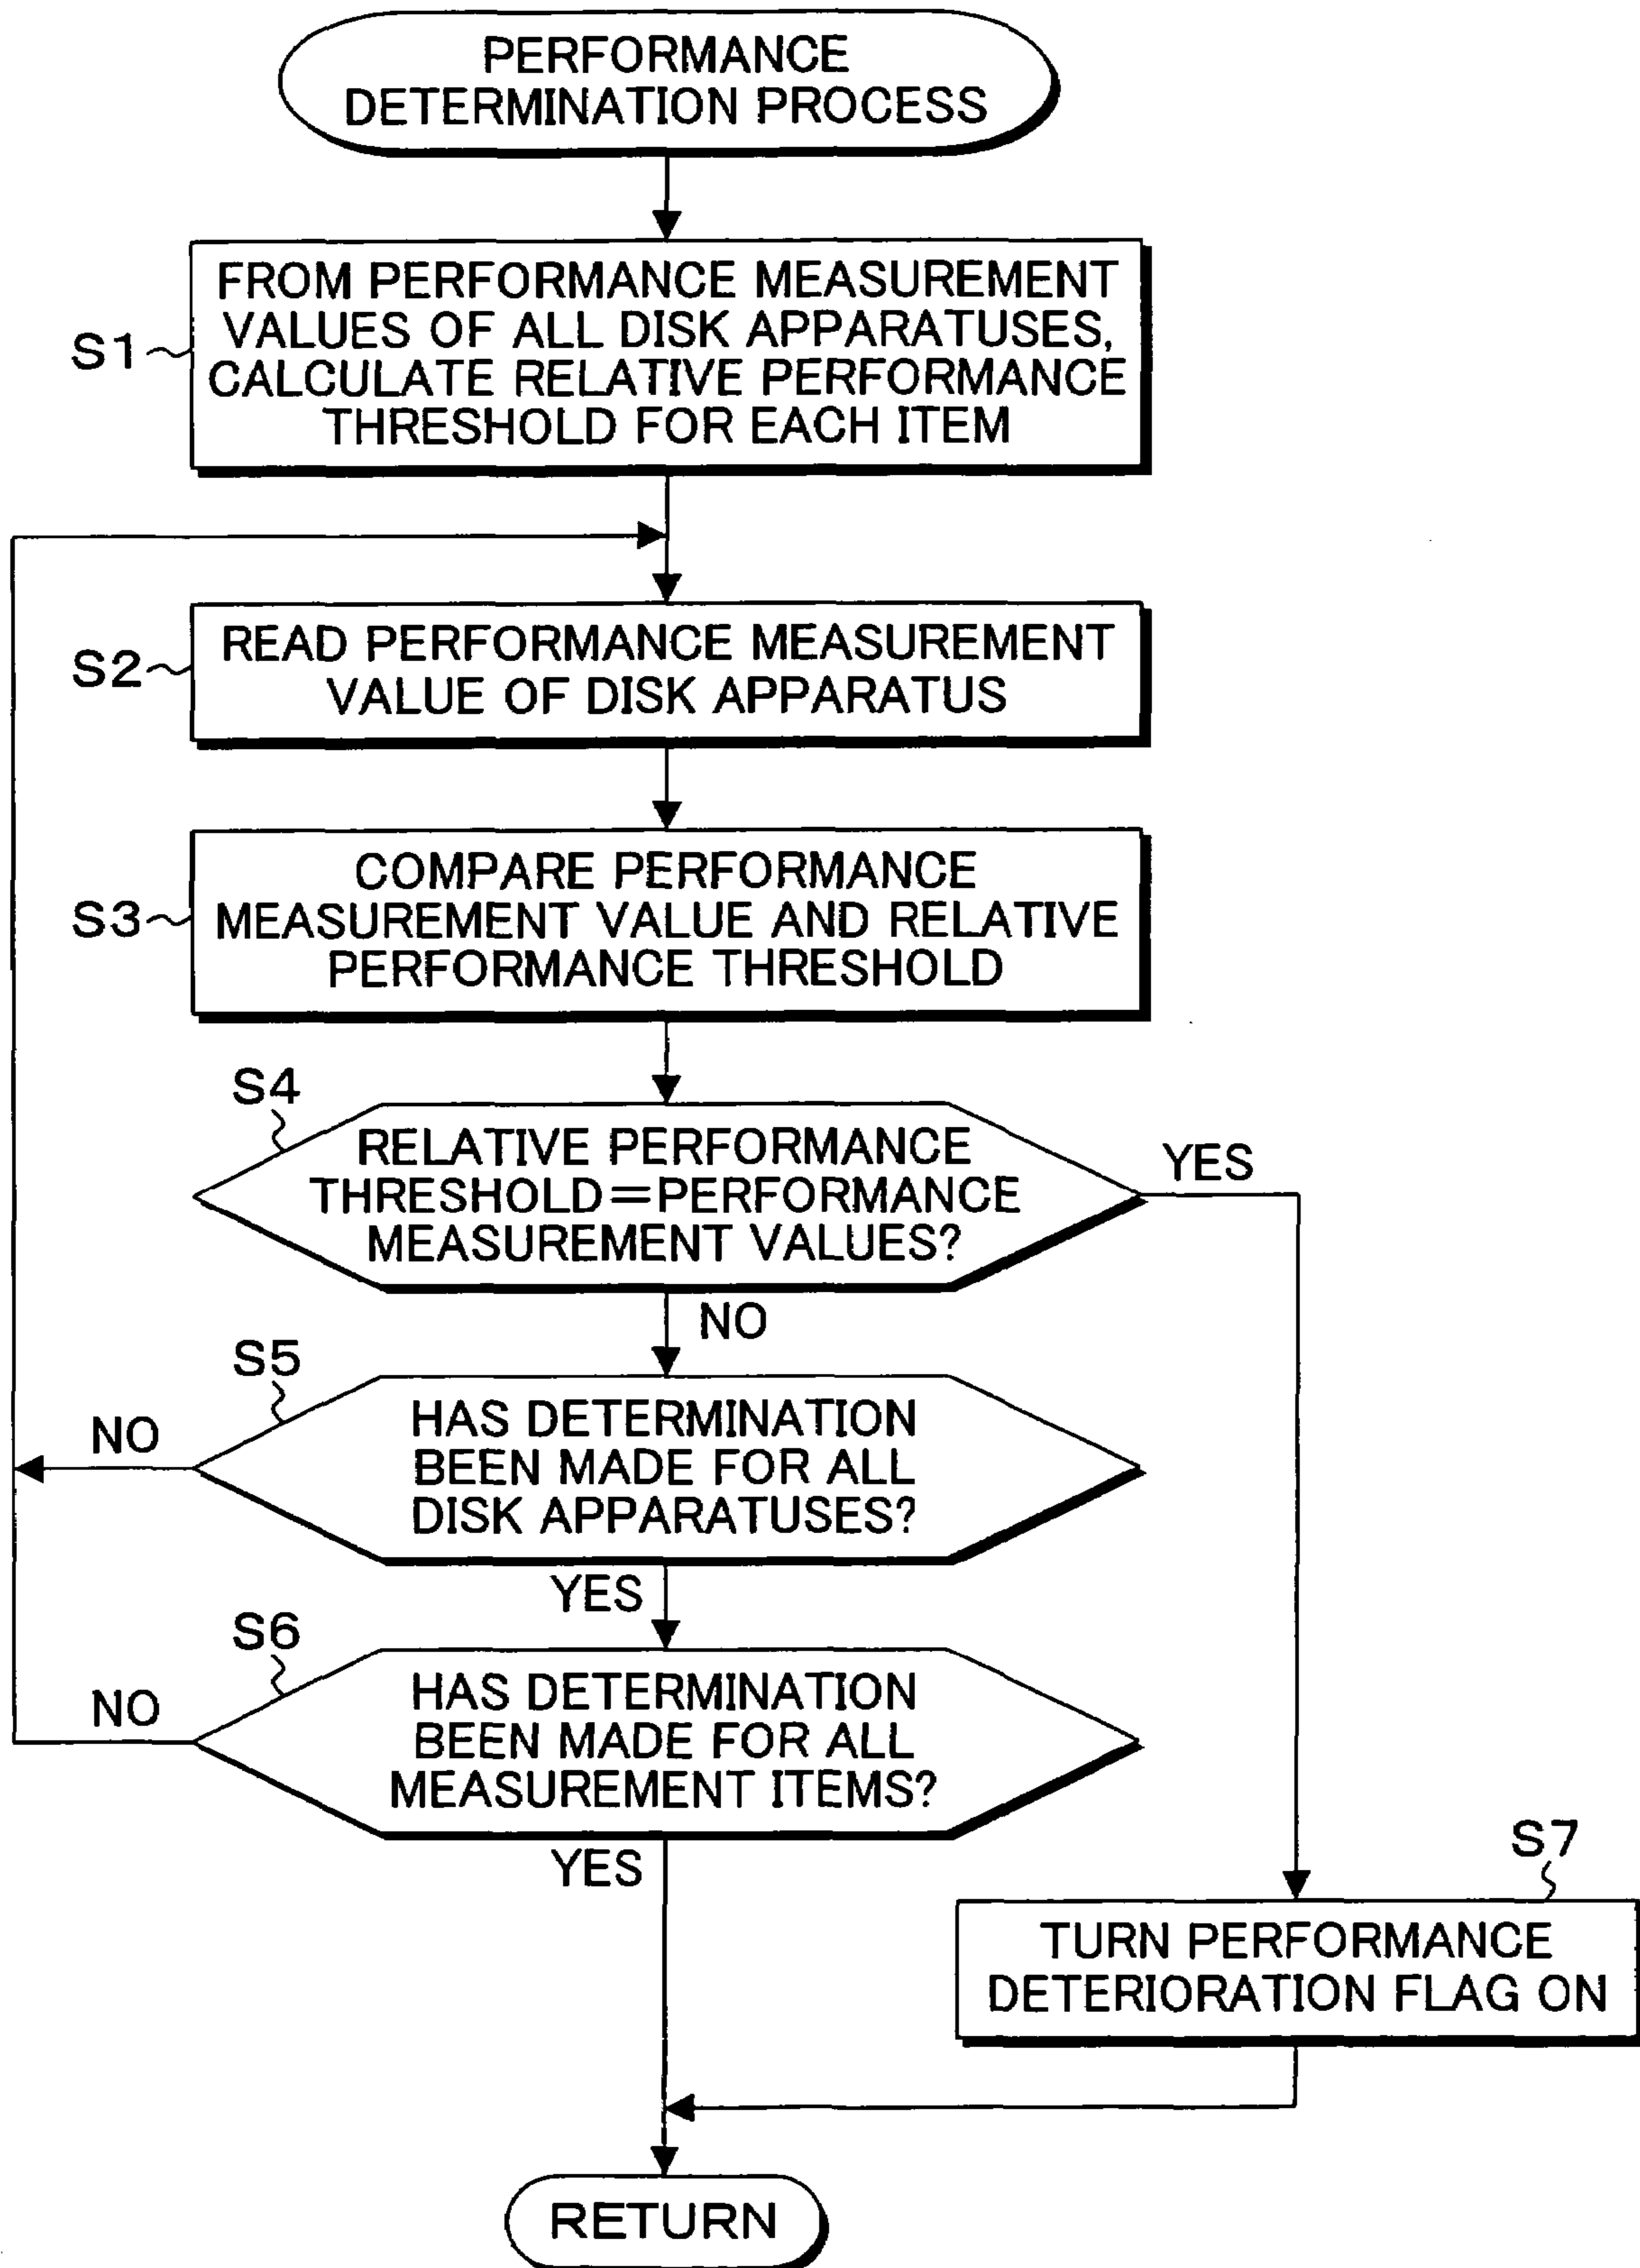 PERFORMANCE
DETERMINATION PROCESS
S1
FROM PERFORMANCE MEASUREMENT
VALUES OF ALL DISK APPARATUSES,
CALCULATE RELATIVE PERFORMANCE
THRESHOLD FOR EACH ITEM
S2
READ PERFORMANCE MEASUREMENT
VALUE OF DISK APPARATUS
S3
COMPARE PERFORMANCE
MEASUREMENT VALUE AND RELATIVE
PERFORMANCE THRESHOLD
S4
RELATIVE PERFORMANCE
THRESHOLD=PERFORMANCE
MEASUREMENT VALUES?
YES
NO
S5
HAS DETERMINATION
BEEN MADE FOR ALL
DISK APPARATUSES?
NO
YES
S6
HAS DETERMINATION
BEEN MADE FOR ALL
MEASUREMENT ITEMS?
NO
YES
S7
TURN PERFORMANCE
DETERIORATION FLAG ON
RETURN